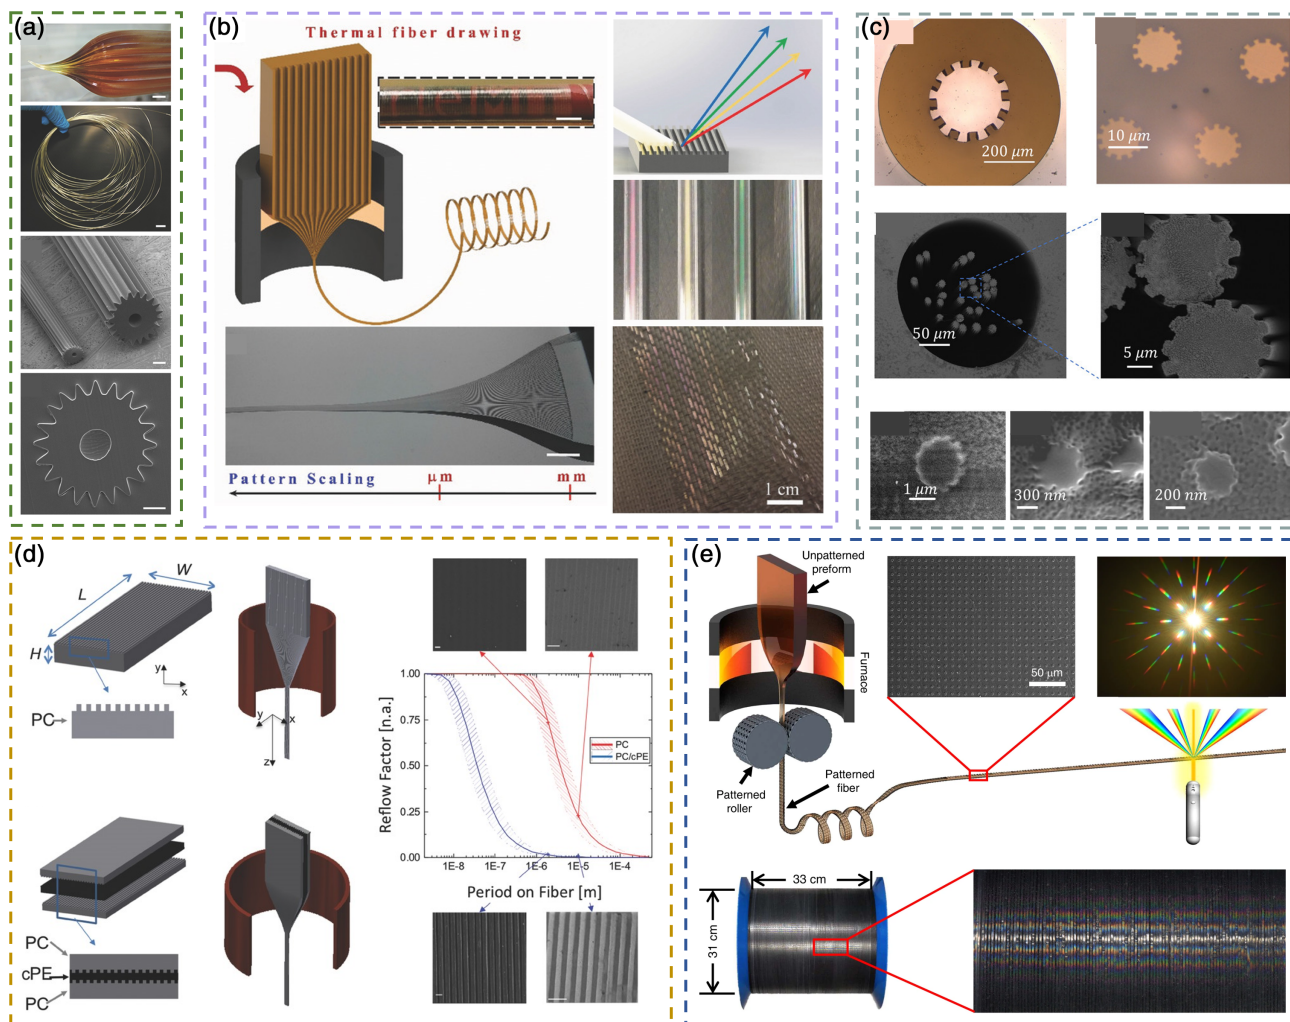 (a)
(b)
Thermal fiber drawing
Pattern Scaling
μm
mm
1 cm
(c)
200 μm
10 μm
50 μm
5 μm
1 μm
300 nm
200 nm
(d)
L
W
H
y
x
PC
y
x
z
PC
cPE
PC
Reflow Factor [n.a.]
1.00
0.75
0.50
0.25
0.00
PC
PC/cPE
1E-8
1E-7
1E-6
1E-5
1E-4
Period on Fiber [m]
(e)
Unpatterned
preform
Furnace
Patterned
roller
Patterned
fiber
50 μm
33 cm
31 cm